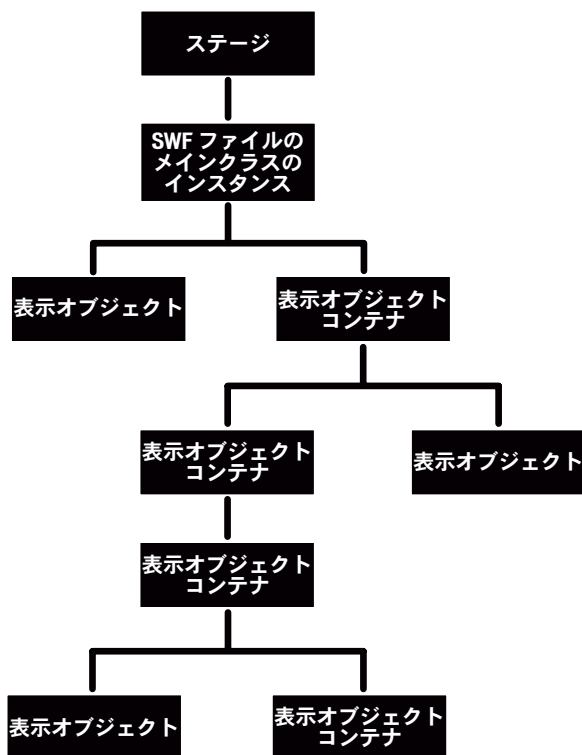 ステージ
SWF ファイルの
メインクラスの
インスタンス
表示オブジェクト
表示オブジェクト
コンテナ
表示オブジェクト
コンテナ
表示オブジェクト
表示オブジェクト
コンテナ
表示オブジェクト
表示オブジェクト
コンテナ